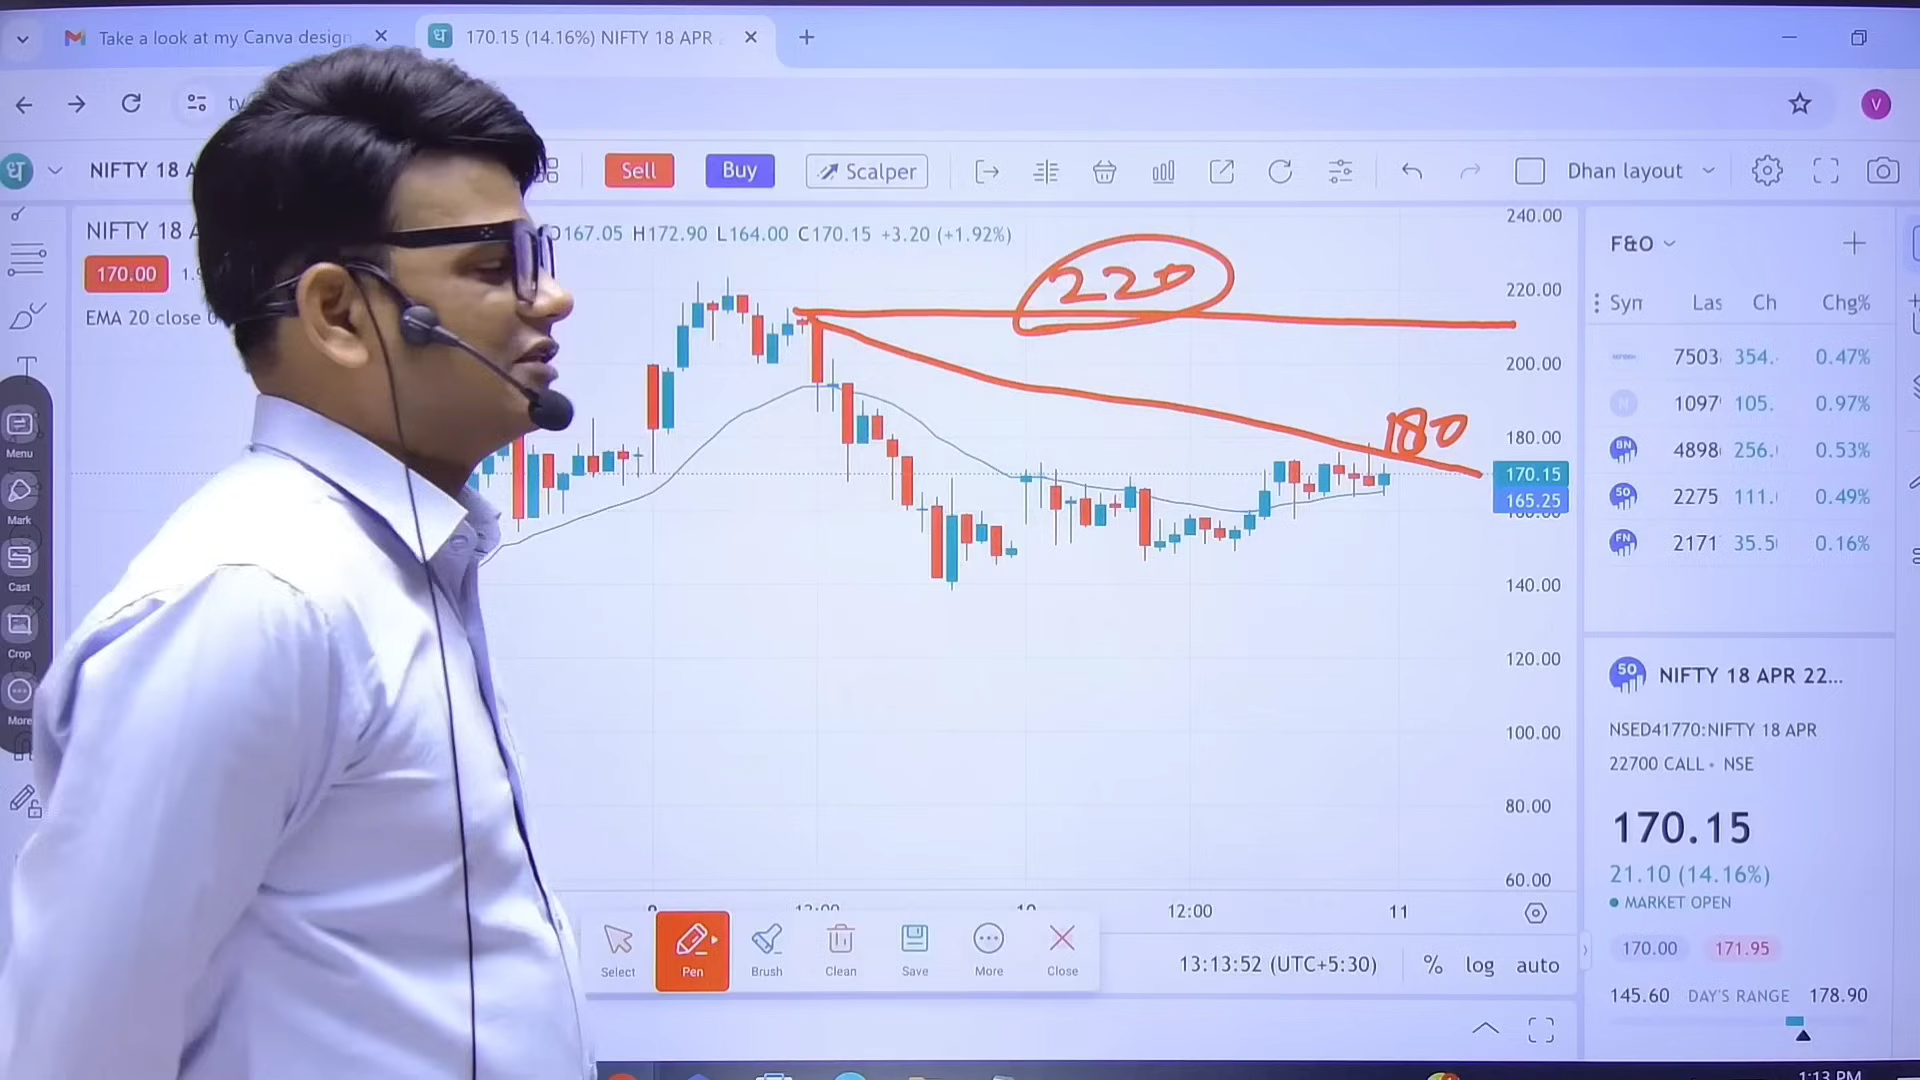 Take a look at my Canva design
170.15 (14.16%) NIFTY 18 APR
V
ध
NIFTY 18
Sell
Buy
Scalper
Dhan layout
NIFTY 18
167.05 H172.90 L164.00 C170.15 +3.20 (+1.92%)
170.00
EMA 20 close
220
180
240.00
220.00
200.00
180.00
170.15
165.25
160.00
140.00
120.00
100.00
80.00
60.00
12:00
10
12:00
11
F&O
Las
Ch
Chg%
7503
354.
0.47%
1097
105.
0.97%
BN
4898
256.
0.53%
50
2275
111.
0.49%
FN
2171
35.5
0.16%
Menu
Mark
Cast
Crop
More
Select
Pen
Brush
Clean
Save
More
Close
13:13:52 (UTC+5:30)
%
log
auto
50
NIFTY 18 APR 22...
NSED41770:NIFTY 18 APR
22700 CALL • NSE
170.15
21.10 (14.16%)
MARKET OPEN
170.00
171.95
145.60 DAY'S RANGE 178.90
1:13 PM